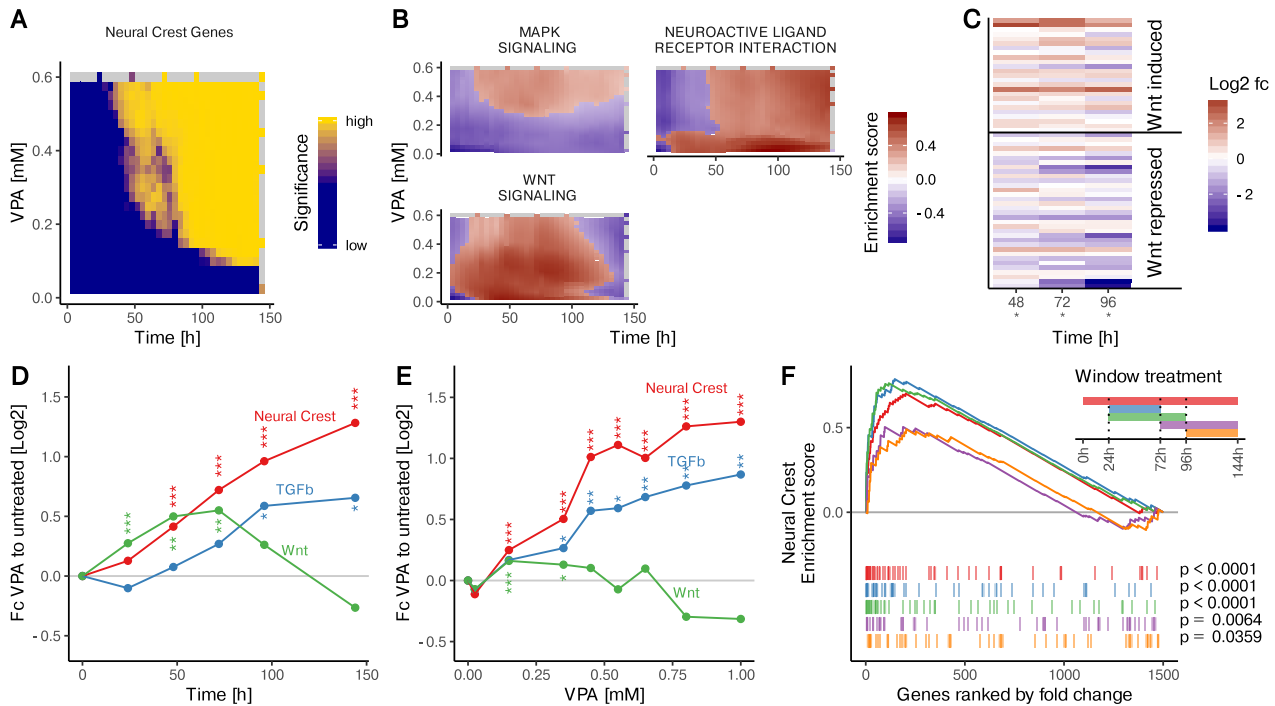 A
Neural Crest Genes
0.6
0.4
0.2
0.0
VPA [mM]
0
50
100
150
Time [h]
Significance
high
low
B
MAPK
SIGNALING
NEUROACTIVE LIGAND
RECEPTOR INTERACTION
0.6
0.4
0.2
0.0
VPA [mM]
0
50
100
150
WNT
SIGNALING
0.6
0.4
0.2
0.0
VPA [mM]
0
50
100
150
Time [h]
Enrichment score
0.4
0.0
- 0.4
C
Wnt induced
Wnt repressed
48
72
96
*
*
*
Time [h]
Log2 fc
2
0
- 2
D
Fc VPA to untreated [Log2]
1.5
1.0
0.5
0.0
- 0.5
Neural Crest
TGFb
Wnt
***
***
***
***
***
***
***
***
*
*
0
50
100
150
Time [h]
E
Fc VPA to untreated [Log2]
1.5
1.0
0.5
0.0
-0.5
Neural Crest
TGFb
Wnt
0.00
0.25
0.50
0.75
1.00
VPA [mM]
F
Window treatment
0h
24h
72h
96h
144h
Neural Crest
Enrichment score
0.5
0.0
p < 0.0001
p < 0.0001
p < 0.0001
p = 0.0064
p = 0.0359
0
500
1000
1500
Genes ranked by fold change